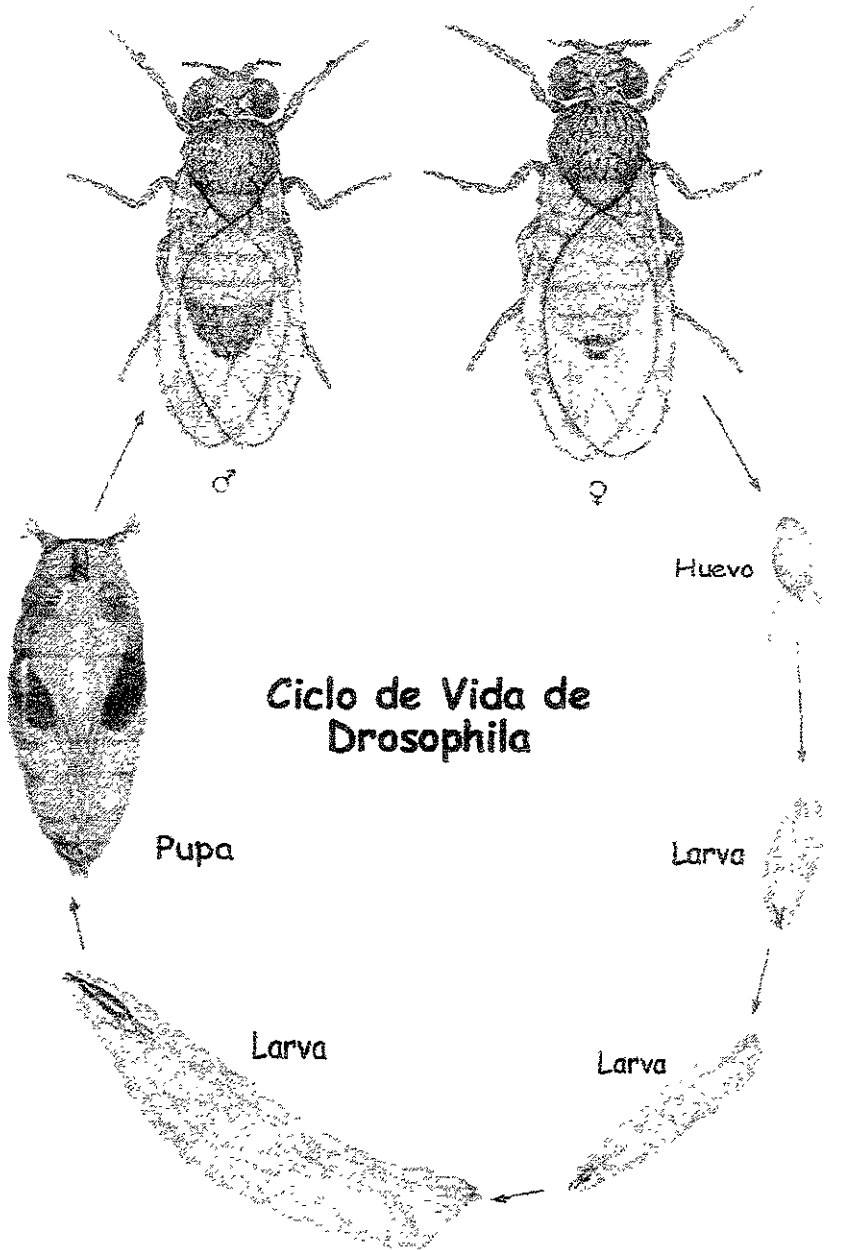 ♂
♀
Huevo
Ciclo de Vida de
Drosophila
Pupa
Larva
Larva
Larva